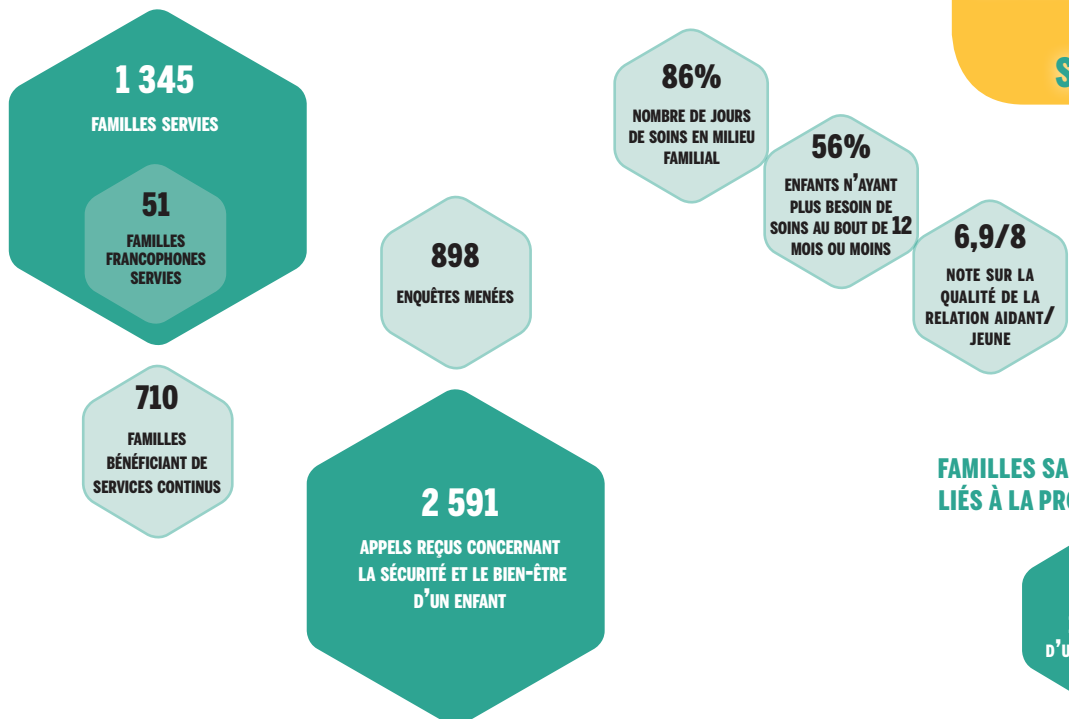 1 345
FAMILLES SERVIES
51
FAMILLES
FRANCOPHONES
SERVIES
710
FAMILLES
BÉNÉFICIANT DE
SERVICES CONTINUS
898
ENQUÊTES MENÉES
2 591
APPELS REÇUS CONCERNANT
LA SÉCURITÉ ET LE BIEN-ÊTRE
D'UN ENFANT
86%
NOMBRE DE JOURS
DE SOINS EN MILIEU
FAMILIAL
56%
ENFANTS N'AYANT
PLUS BESOIN DE
SOINS AU BOUT DE 12
MOIS OU MOINS
6,9/8
NOTE SUR LA
QUALITÉ DE LA
RELATION AIDANT/
JEUNE
FAMILLES
LIÉS À LA